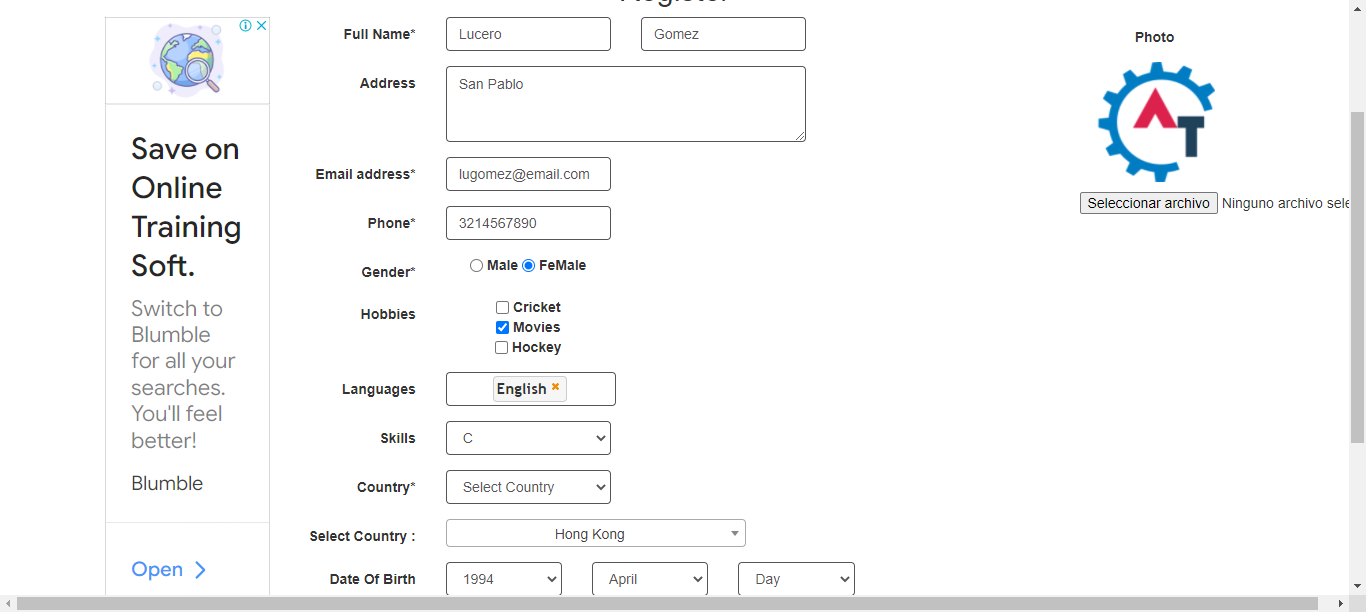 Register
Full Name*
Lucero
Gomez
Address
San Pablo
Email address*
lugomez@email.com
Phone*
3214567890
Gender*
Male
FeMale
Hobbies
Cricket
Movies
Hockey
Languages
English
Skills
C
Country*
Select Country
Select Country :
Hong Kong
Date Of Birth
1994
April
Day
Photo
AT
Seleccionar archivo
Ninguno archivo sele
Save on
Online
Training
Soft.
Switch to
Blumble
for all your
searches.
You'll feel
better!
Blumble
Open